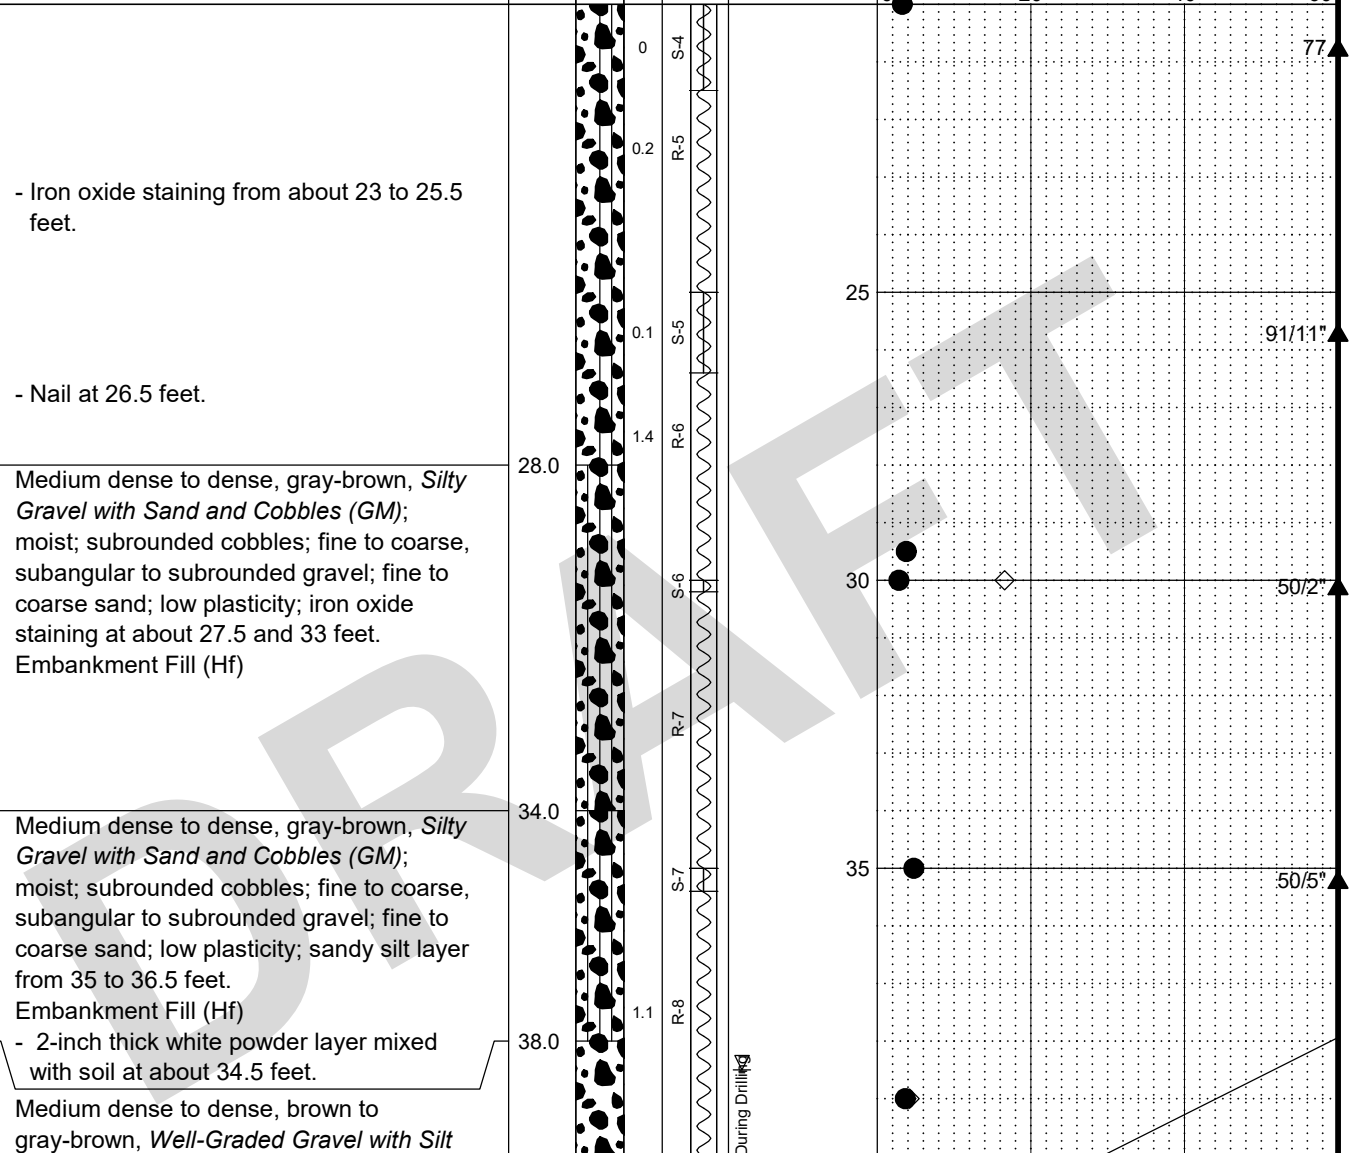 77
0
S-4
0.2
R-5
- Iron oxide staining from about 23 to 25.5
feet.
25
0.1
S-5
91/11"
- Nail at 26.5 feet.
1.4
R-6
28.0
Medium dense to dense, gray-brown, Silty
Gravel with Sand and Cobbles (GM);
moist; subrounded cobbles; fine to coarse,
subangular to subrounded gravel; fine to
coarse sand; low plasticity; iron oxide
staining at about 27.5 and 33 feet.
Embankment Fill (Hf)
S-6
30
50/2"
R-7
34.0
Medium dense to dense, gray-brown, Silty
Gravel with Sand and Cobbles (GM);
moist; subrounded cobbles; fine to coarse,
subangular to subrounded gravel; fine to
coarse sand; low plasticity; sandy silt layer
from 35 to 36.5 feet.
Embankment Fill (Hf)
- 2-inch thick white powder layer mixed
with soil at about 34.5 feet.
S-7
35
50/5"
1.1
R-8
38.0
During Drilling
Medium dense to dense, brown to
gray-brown, Well-Graded Gravel with Silt
DRAFT